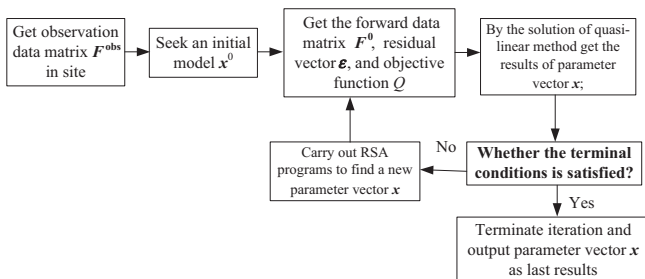 Get observation
data matrix F^obs
in site
Seek an initial
model x^0
Get the forward data
matrix F^0, residual
vector ε, and objective
function Q
By the solution of quasi-
linear method get the
results of parameter
vector x;
Whether the terminal
conditions is satisfied?
No
Carry out RSA
programs to find a new
parameter vector x
Yes
Terminate iteration and
output parameter vector x
as last results